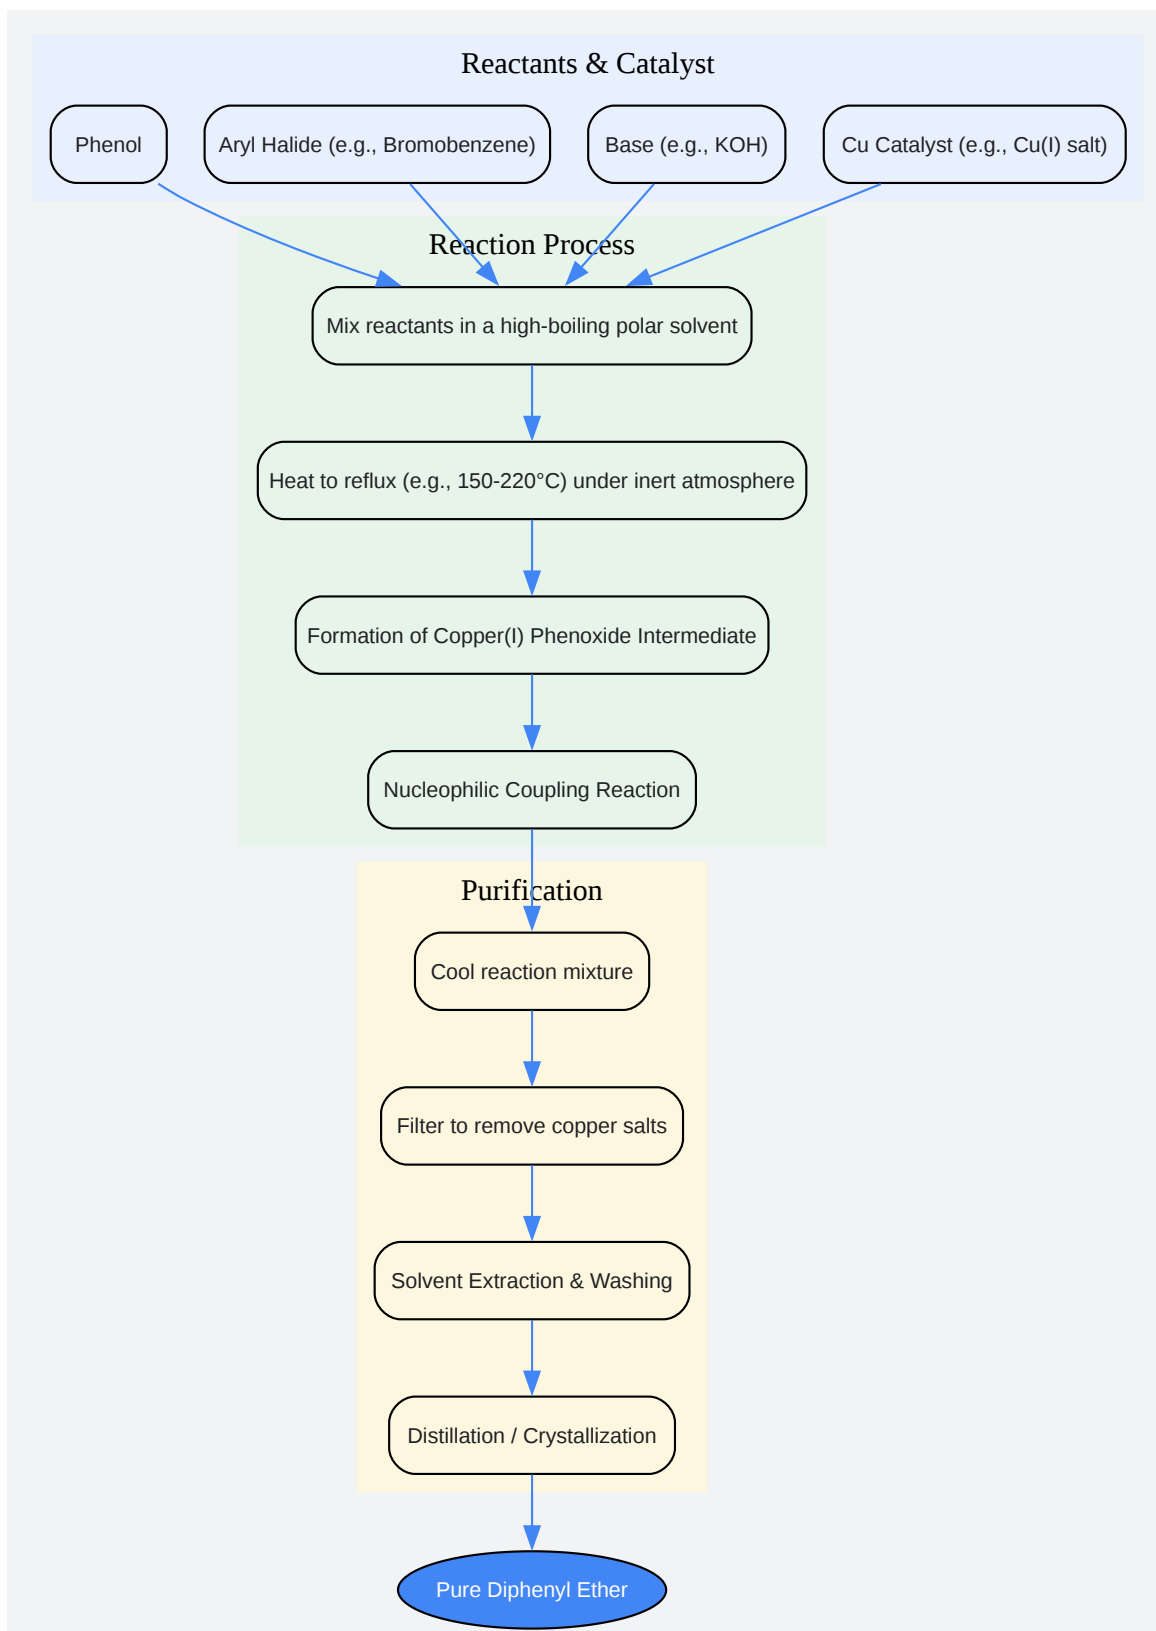 Reactants & Catalyst
Phenol
Aryl Halide (e.g., Bromobenzene)
Base (e.g., KOH)
Cu Catalyst (e.g., Cu(I) salt)
Reaction Process
Mix reactants in a high-boiling polar solvent
Heat to reflux (e.g., 150-220°C) under inert atmosphere
Formation of Copper(I) Phenoxide Intermediate
Nucleophilic Coupling Reaction
Purification
Cool reaction mixture
Filter to remove copper salts
Solvent Extraction & Washing
Distillation / Crystallization
Pure Diphenyl Ether